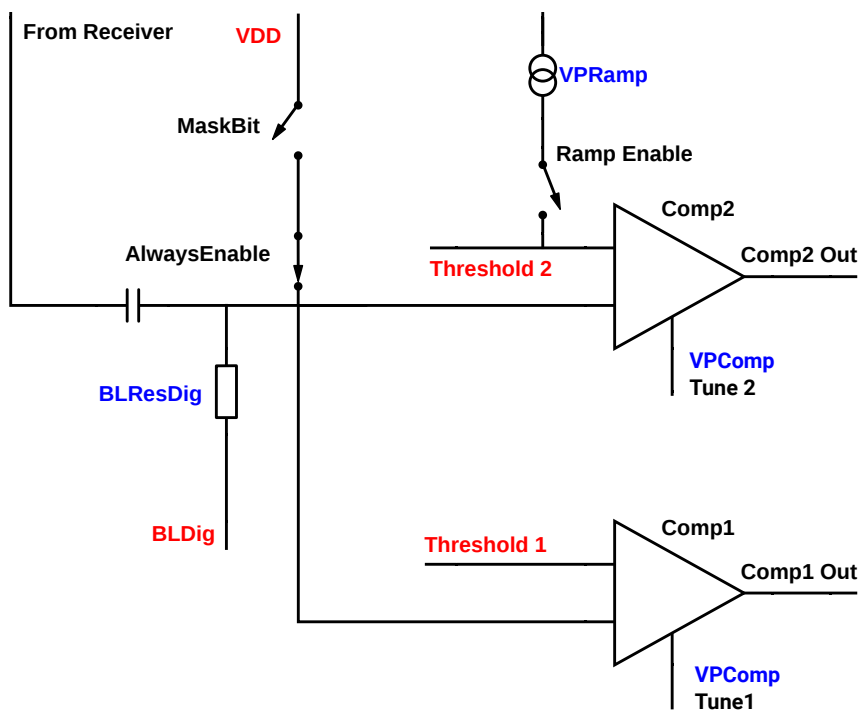 From Receiver
VDD
VPRamp
MaskBit
Ramp Enable
Comp2
AlwaysEnable
Threshold 2
Comp2 Out
VPComp
Tune 2
BLResDig
BLDig
Threshold 1
Comp1
Comp1 Out
VPComp
Tune1